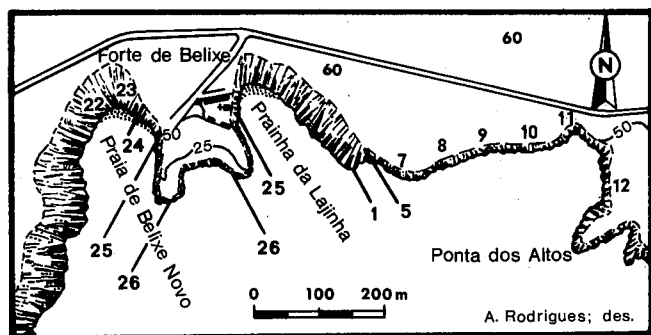 60
Forte de Belixe
60
N
23
22
24
50
25
11
50
10
9
8
7
12
25
1
5
25
26
26
Praia de Belixe Novo
Prainha da Lajinha
Ponta dos Altos
0 100 200 m
A. Rodrigues; des.